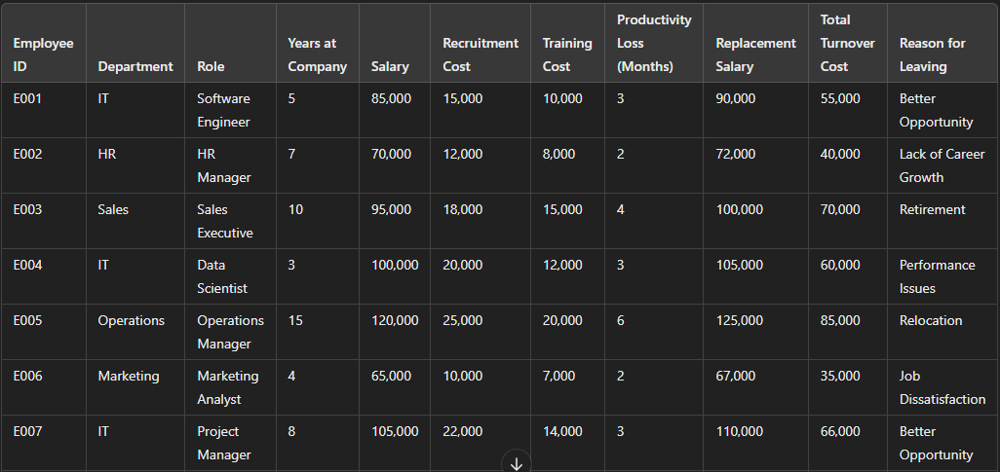 Employee ID | Department | Role | Years at Company | Salary | Recruitment Cost | Training Cost | Productivity Loss (Months) | Replacement Salary | Total Turnover Cost | Reason for Leaving
E001 | IT | Software Engineer | 5 | 85,000 | 15,000 | 10,000 | 3 | 90,000 | 55,000 | Better Opportunity
E002 | HR | HR Manager | 7 | 70,000 | 12,000 | 8,000 | 2 | 72,000 | 40,000 | Lack of Career Growth
E003 | Sales | Sales Executive | 10 | 95,000 | 18,000 | 15,000 | 4 | 100,000 | 70,000 | Retirement
E004 | IT | Data Scientist | 3 | 100,000 | 20,000 | 12,000 | 3 | 105,000 | 60,000 | Performance Issues
E005 | Operations | Operations Manager | 15 | 120,000 | 25,000 | 20,000 | 6 | 125,000 | 85,000 | Relocation
E006 | Marketing | Marketing Analyst | 4 | 65,000 | 10,000 | 7,000 | 2 | 67,000 | 35,000 | Job Dissatisfaction
E007 | IT | Project Manager | 8 | 105,000 | 22,000 | 14,000 | 3 | 110,000 | 66,000 | Better Opportunity